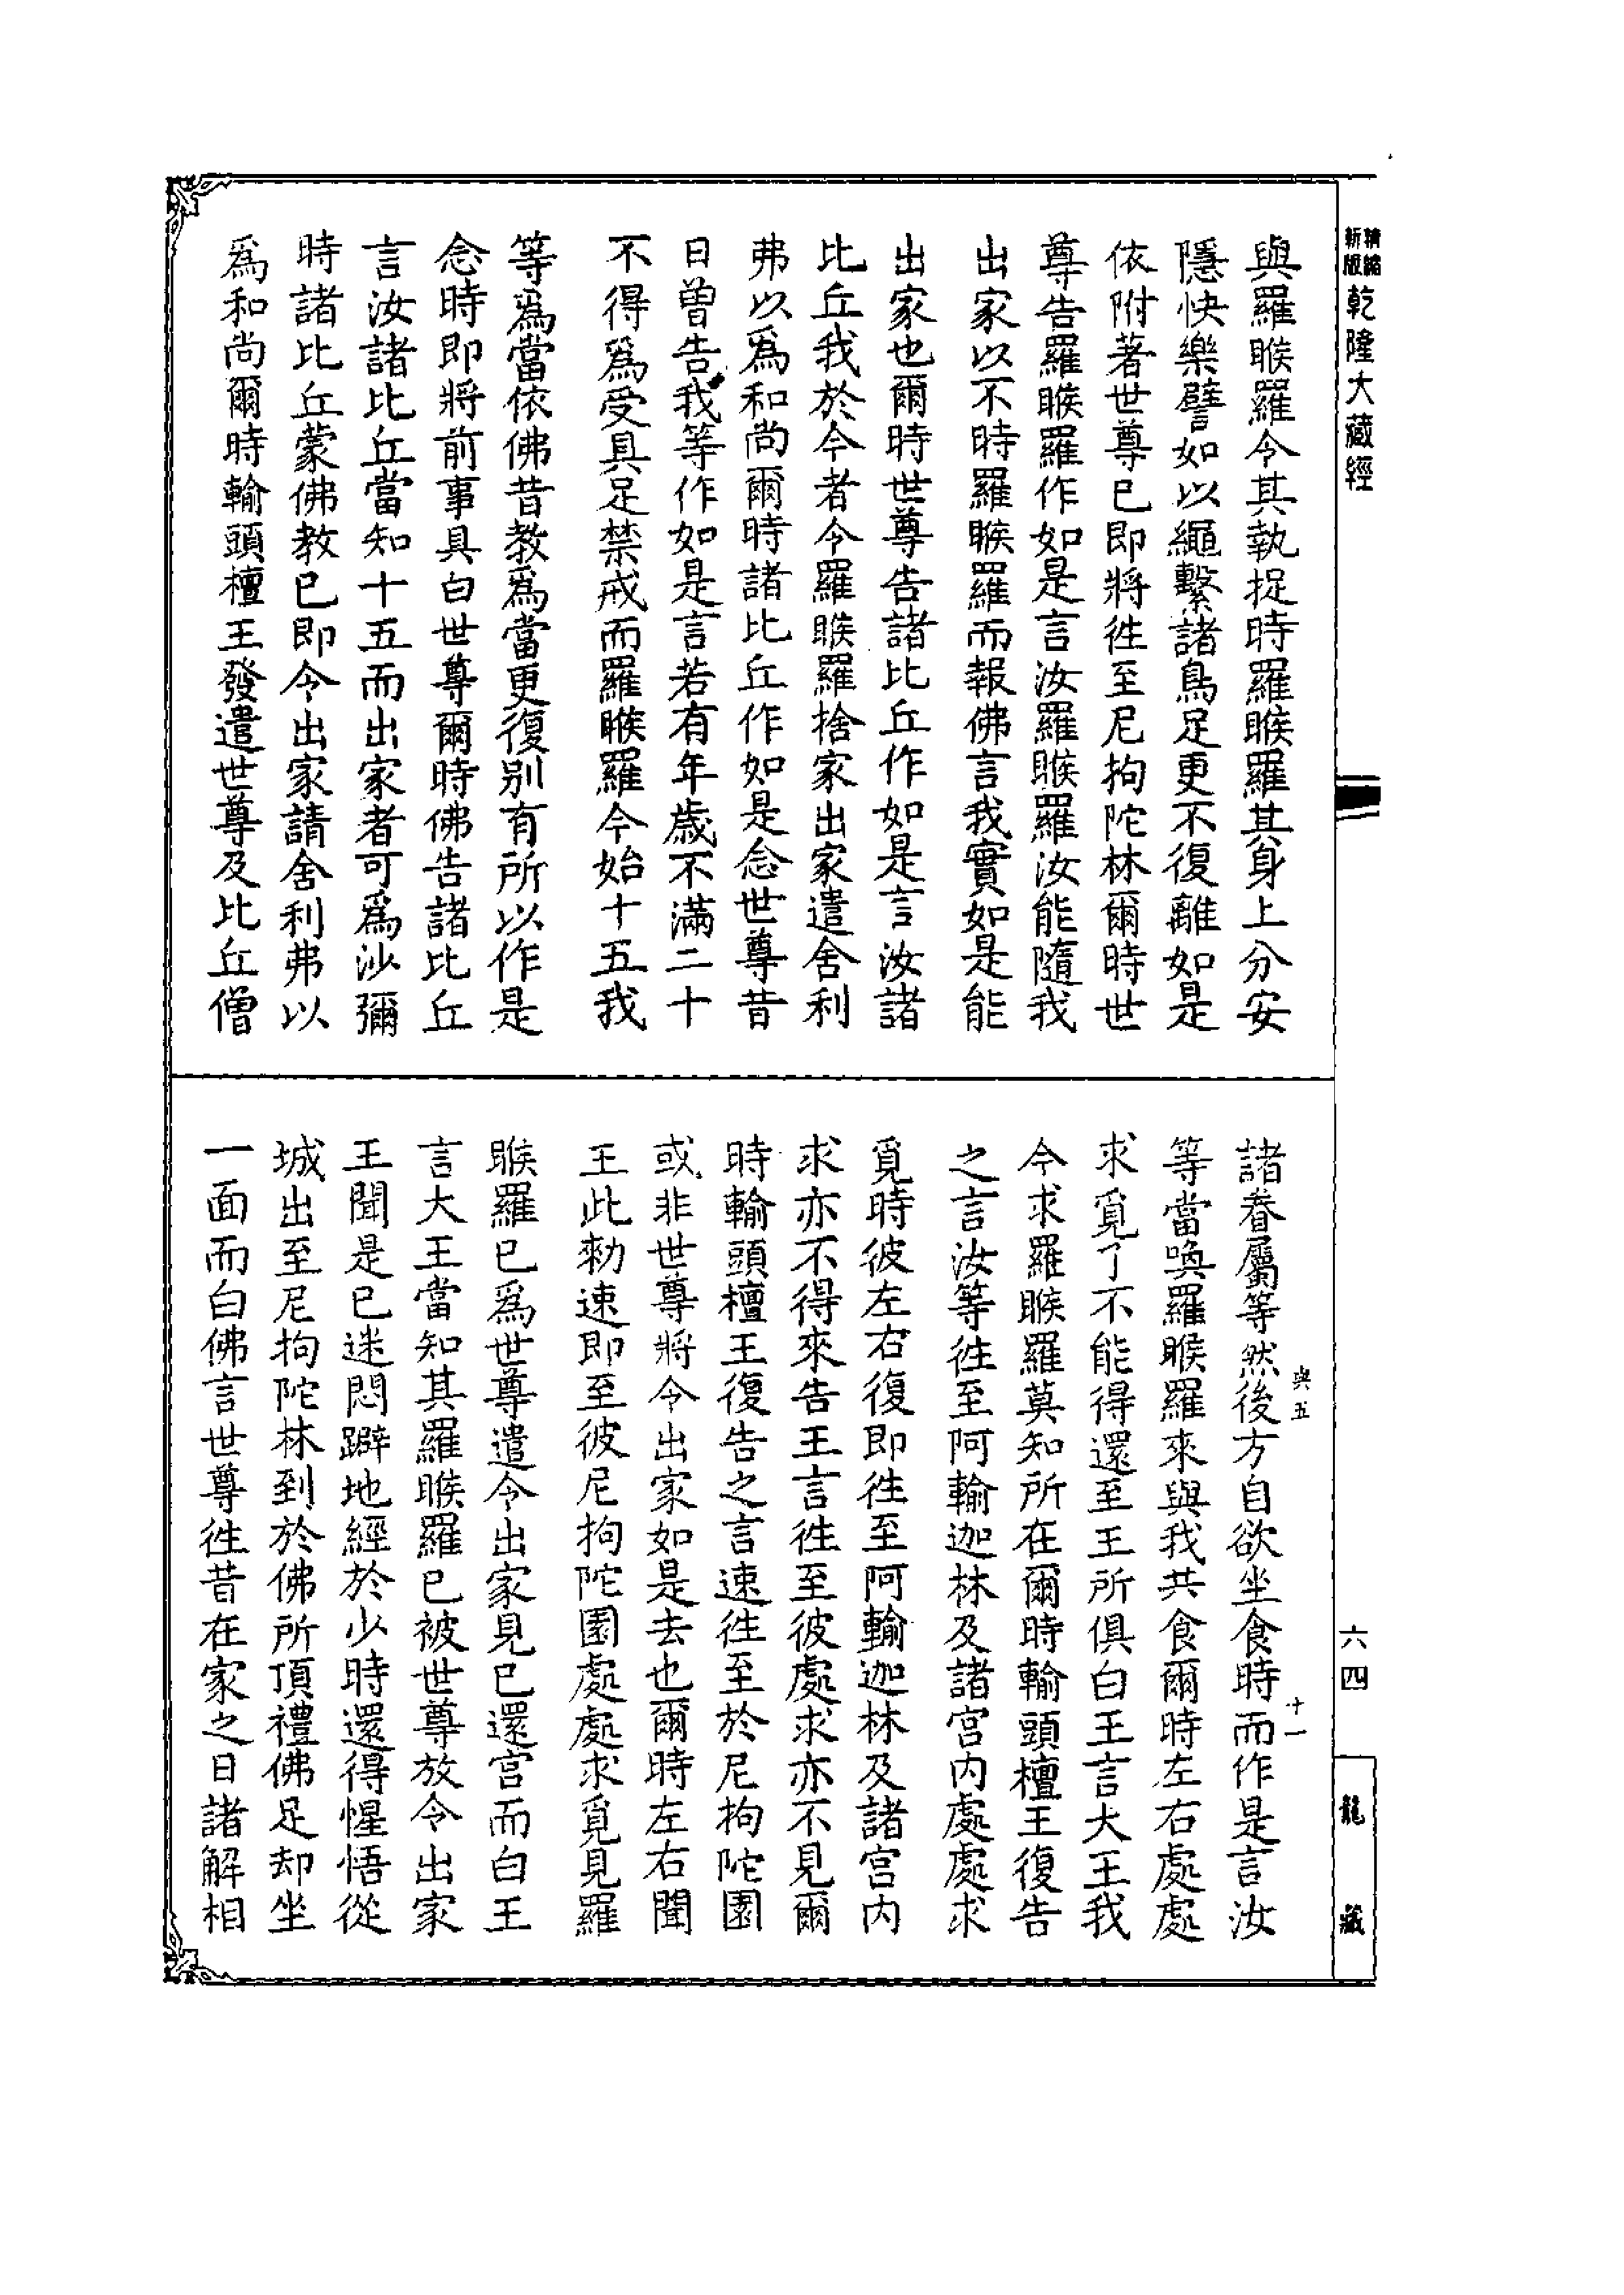 精縮
新版
乾隆大藏經
與羅睺羅令其執捉時羅睺羅其身上分安
隱快樂譬如以繩繫諸鳥足更不復離如是
依附著世尊已即將徃至尼拘陀林爾時世
尊告羅睺羅作如是言汝羅睺羅汝能隨我
出家以不時羅睺羅而報佛言我實如是能
出家也爾時世尊告諸比丘作如是言汝諸
比丘我於今者令羅睺羅捨家出家遣舍利
弗以爲和尚爾時諸比丘作如是念世尊昔
日曾告我等作如是言若有年歲不滿二十
不得爲受具足禁戒而羅睺羅今始十五我
等爲當依佛昔教爲當更復别有所以作是
念時即將前事具白世尊爾時佛告諸比丘
言汝諸比丘當知十五而出家者可爲沙彌
時諸比丘蒙佛教已即令出家請舍利弗以
爲和尚爾時輸頭檀王發遣世尊及比丘僧
諸眷屬等然後方自欲坐食時而作是言汝
等當喚羅睺羅來與我共食爾時左右處處
求覓了不能得還至王所俱白王言大王我
今求羅睺羅莫知所在爾時輸頭檀王復告
之言汝等徃至阿輸迦林及諸宫内處處求
覓時彼左右復即徃至阿輸迦林及諸宫内
求亦不得來告王言徃至彼處求亦不見爾
時輸頭檀王復告之言速徃至於尼拘陀園
或非世尊將令出家如是去也爾時左右聞
王此勑速即至彼尼拘陀園處處求覓見羅
睺羅已爲世尊遣令出家見已還宫而白王
言大王當知其羅睺羅已被世尊放令出家
王聞是已迷悶躃地經於少時還得惺悟從
城出至尼拘陀林到於佛所頂禮佛足却坐
一面而白佛言世尊徃昔在家之日諸解相
與五
十一
六四
龍藏